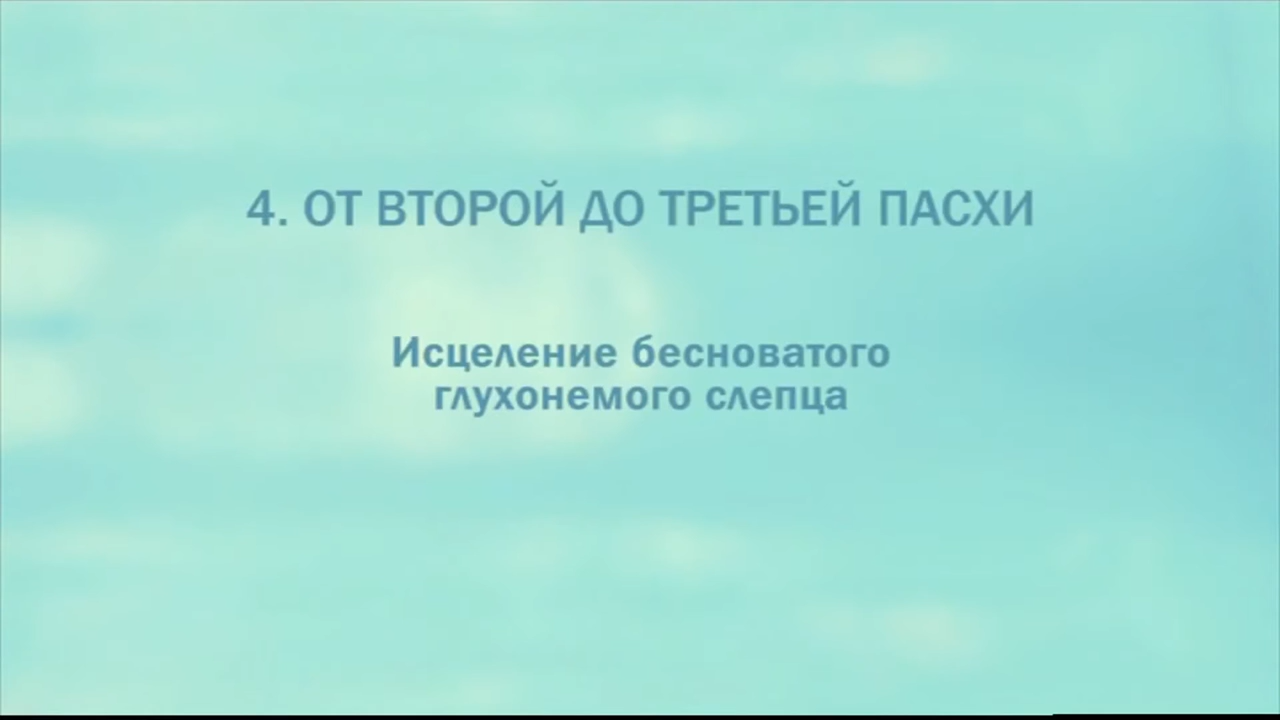 4. ОТ ВТОРОЙ ДО ТРЕТЬЕЙ ПАСХИ
Исцеление бесноватого
глухонемого слепца